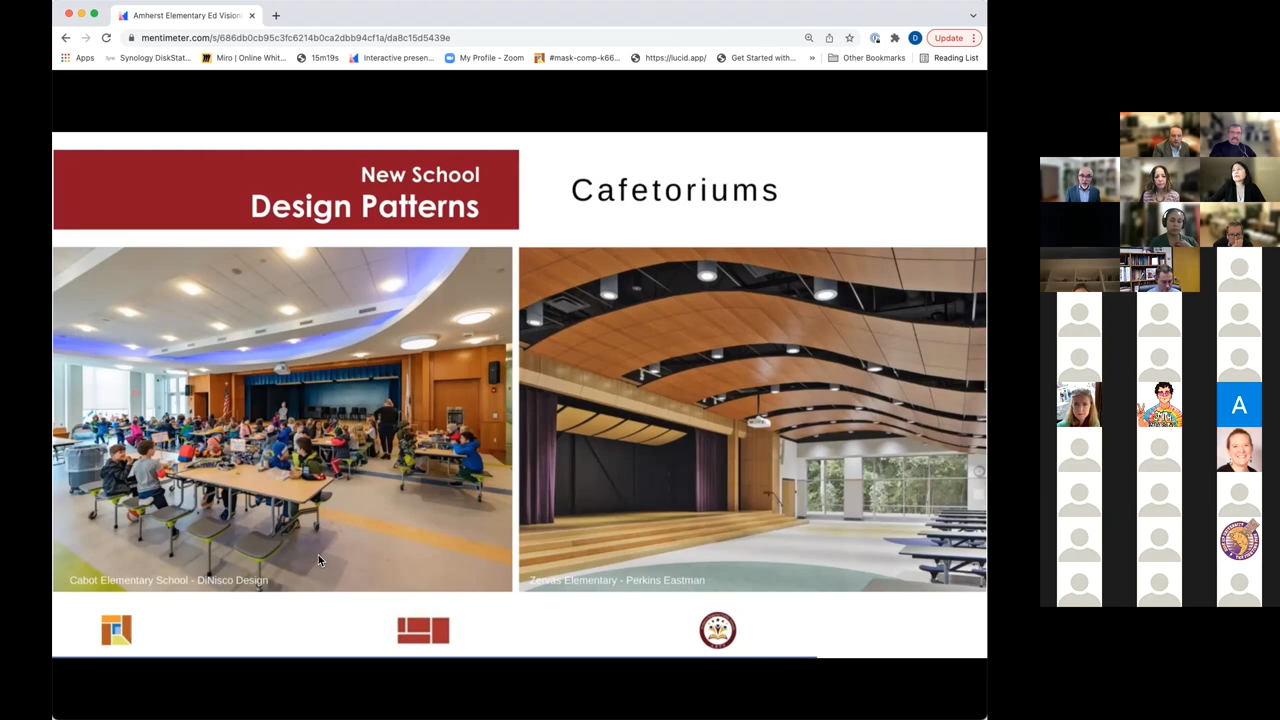 Amherst Elementary Ed Vision
mentimeter.com/s/686db0cb95c3fc6214b0ca2dbb94cf1a/da8c15d5439e
D
Update
Apps
Synology DiskStat...
Miro | Online Whit...
15m19s
Interactive presen...
My Profile - Zoom
#mask-comp-k66...
https://lucid.app/
Get Started with...
»
Other Bookmarks
Reading List
New School
Design Patterns
Cafetoriums
Cabot Elementary School - DiNisco Design
Zervas Elementary - Perkins Eastman
A